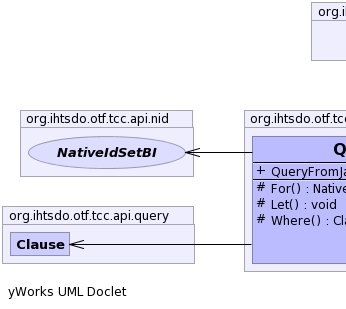 org.i
org.ihtsdo.otf.tcc.api.nid
NativeIdSetBI
org.ihtsdo.otf.tcc
Q
+ QueryFromJa
# For() : Native
# Let() : void
# Where() : Cla
org.ihtsdo.otf.tcc.api.query
Clause
yWorks UML Doclet